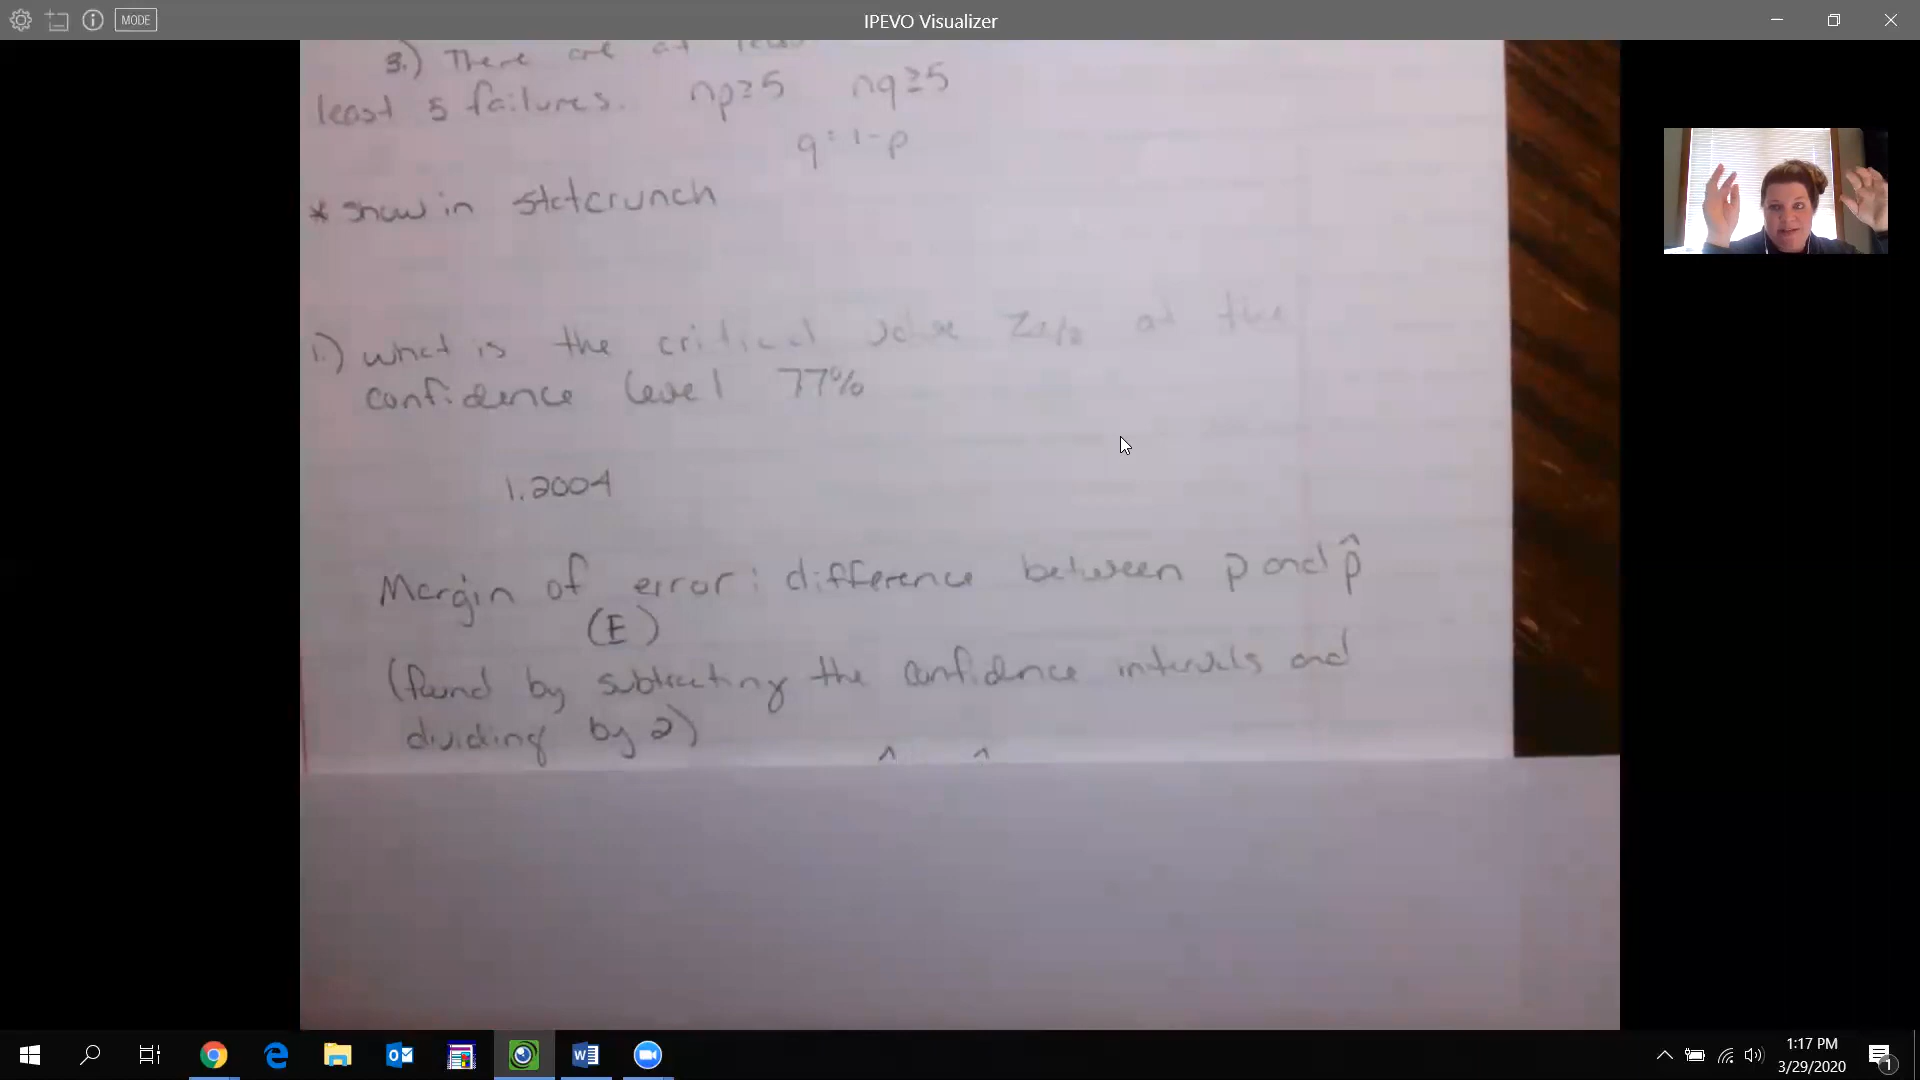 MODE
IPEVO Visualizer
3.) There are at least
least 5 failures. np≥5 nq≥5
q = 1-p
* show in statcrunch
1.) what is the critical value Zα/2 at the
confidence level 77%
1.2004
Margin of error: difference between p and p̂
(E)
(found by subtracting the confidence intervals and
dividing by 2)
1:17 PM
3/29/2020
1